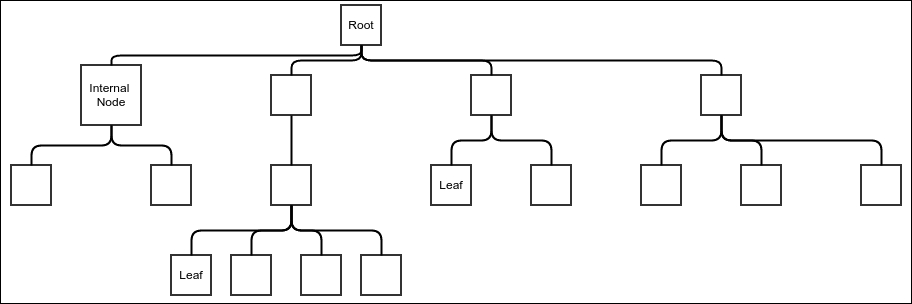 Root
Internal
Node
Leaf
Leaf